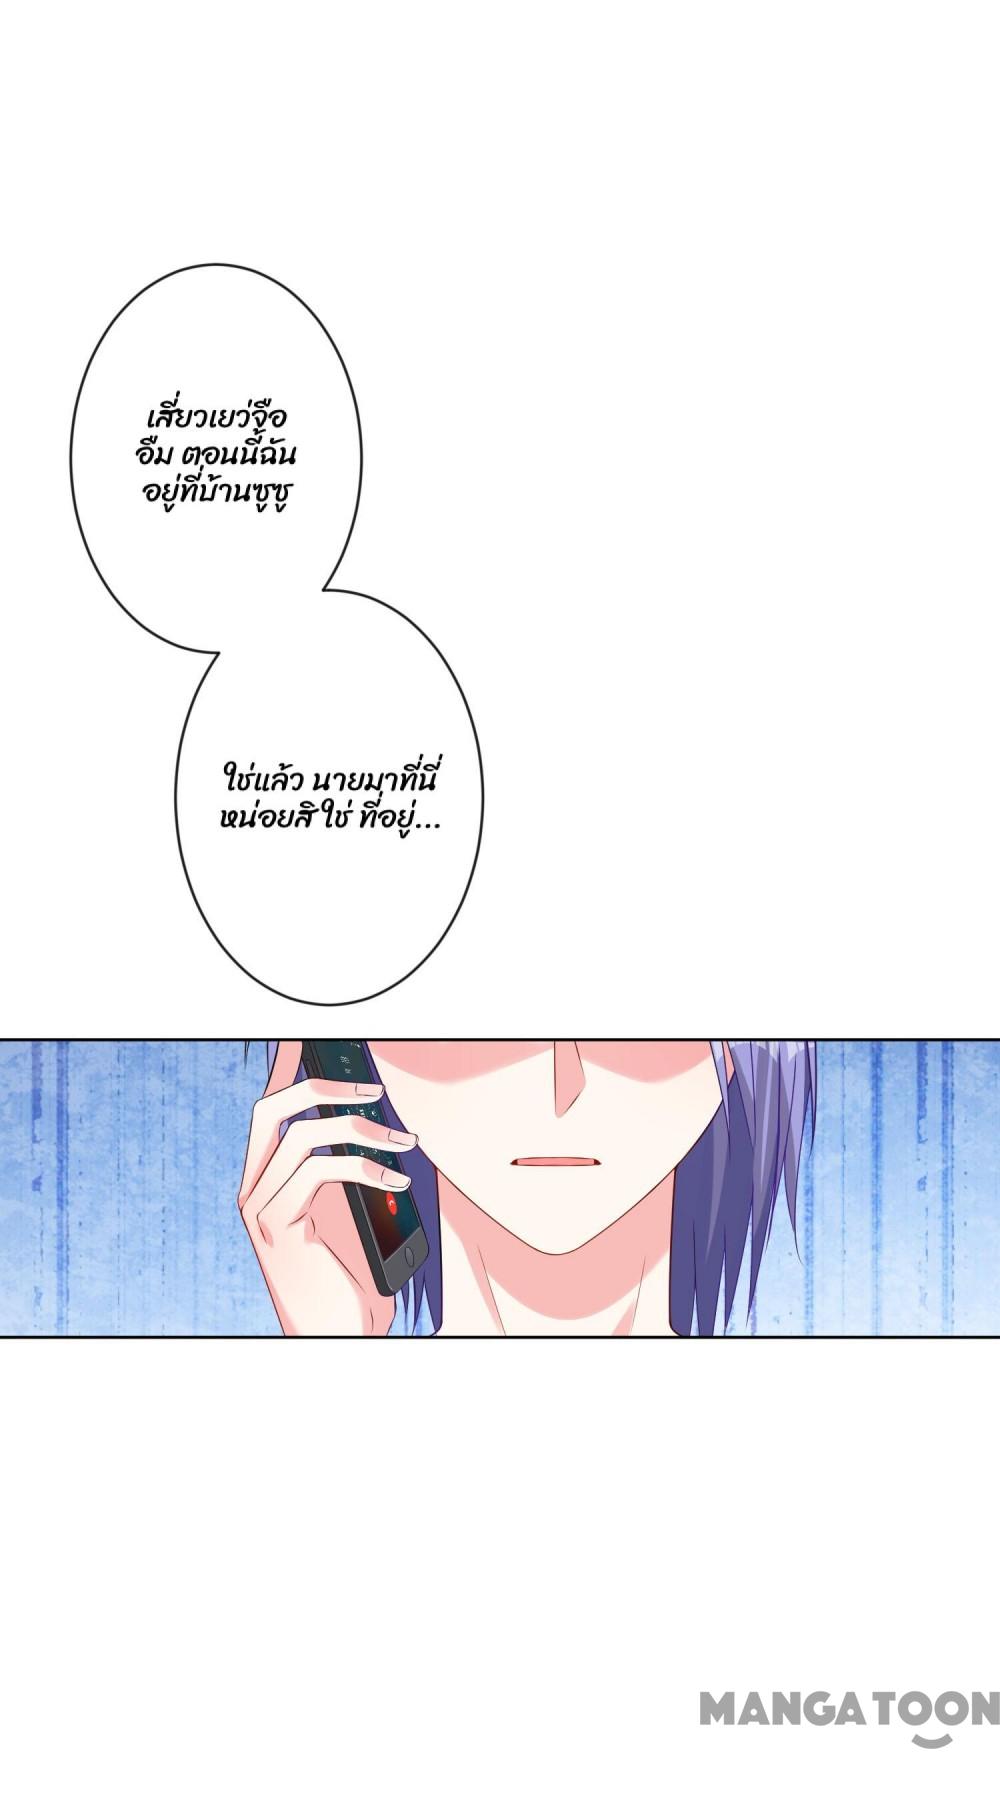 เสี่ยวเยว่จือ
อืม ตอนนี้ฉัน
อยู่ที่บ้านซูซู
ใช่แล้ว นายมาที่นี่
หน่อยสิ ใช่ ที่อยู่...
MANGATOON